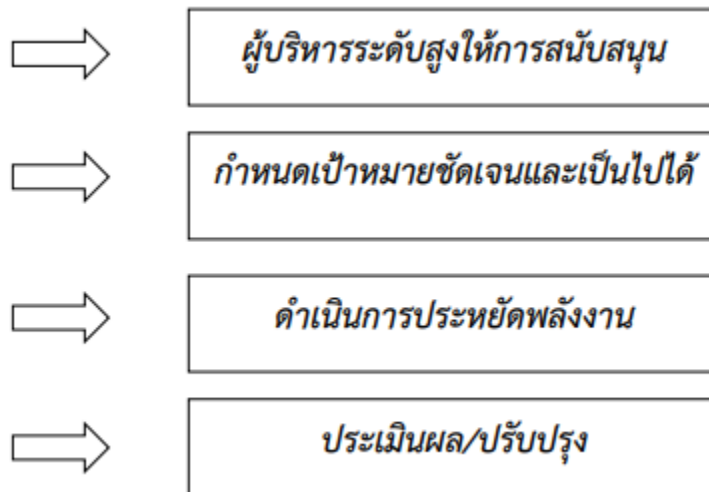 ผู้บริหารระดับสูงให้การสนับสนุน
กำหนดเป้าหมายชัดเจนและเป็นไปได้
ดำเนินการประหยัดพลังงาน
ประเมินผล/ปรับปรุง